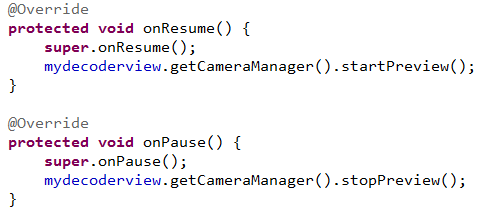 @Override
protected void onResume() {
    super.onResume();
    mydecoderview.getCameraManager().startPreview();
}

@Override
protected void onPause() {
    super.onPause();
    mydecoderview.getCameraManager().stopPreview();
}